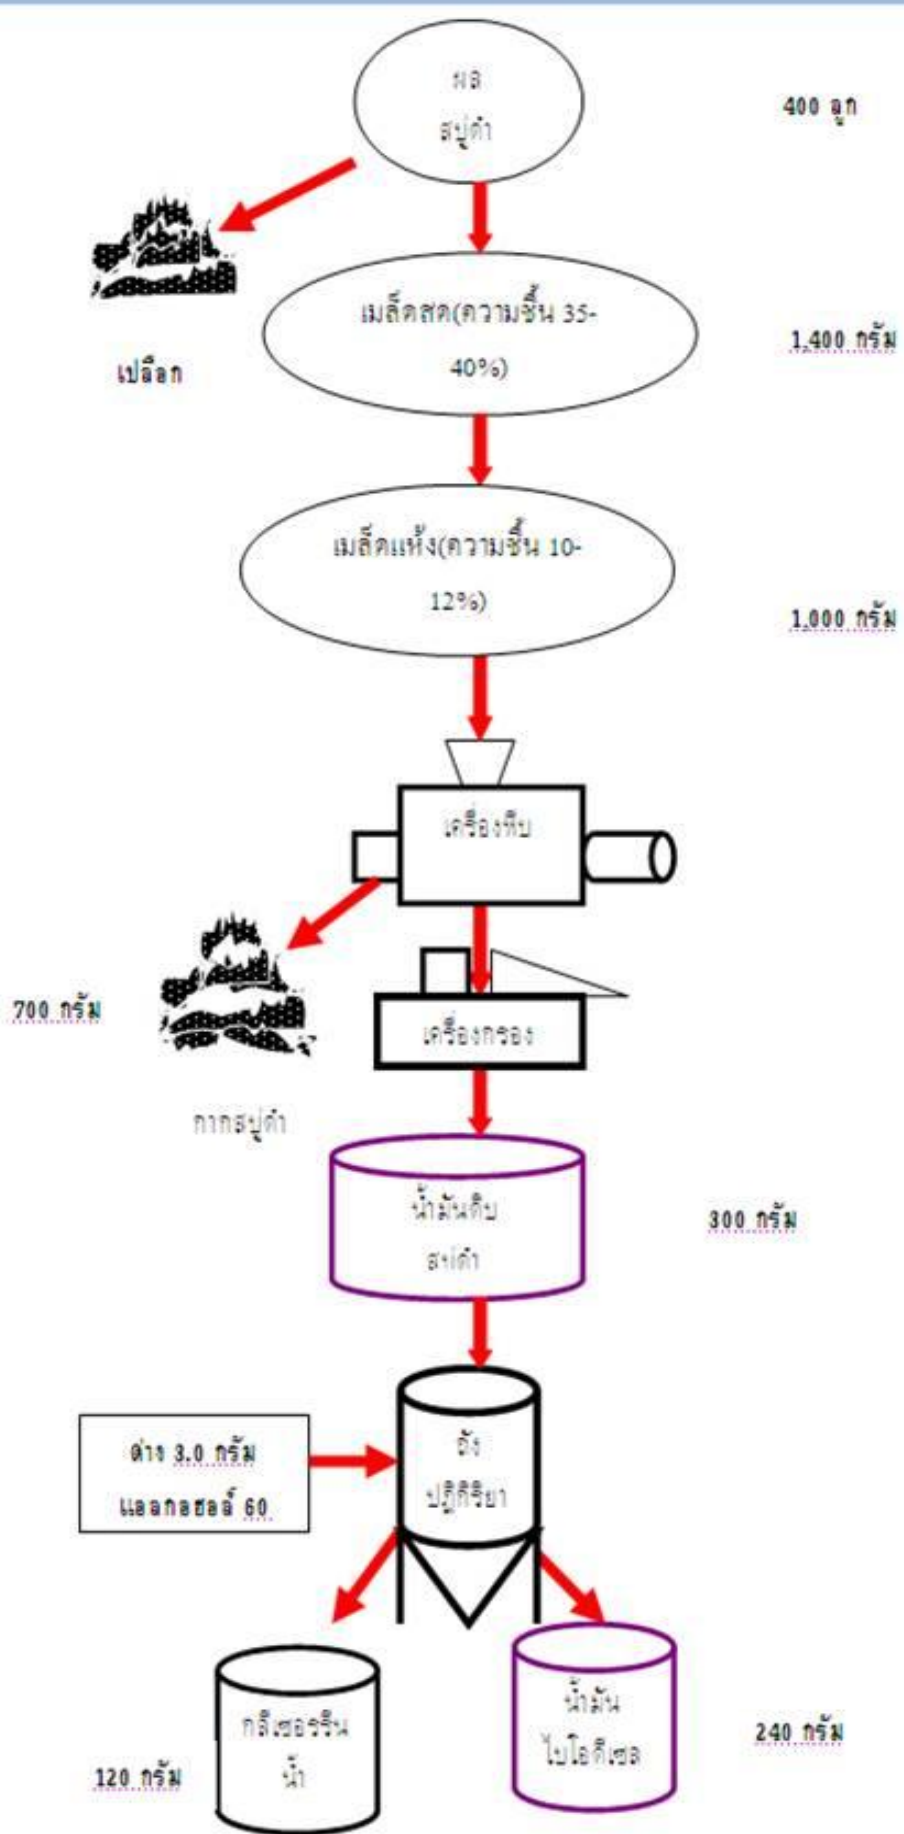 ผล
สบู่ดำ
400 ลูก
เมล็ดสด(ความชื้น 35-
40%)
1,400 กรัม
เปลือก
เมล็ดแห้ง(ความชื้น 10-
12%)
1,000 กรัม
เครื่องหีบ
เครื่องกรอง
700 กรัม
กากสบู่ดำ
น้ำมันดิบ
สบู่ดำ
300 กรัม
ด่าง 3.0 กรัม
แอลกอฮอล์ 60
ถัง
ปฏิกิริยา
กลีเซอรรีน
น้ำ
120 กรัม
น้ำมัน
ไบโอดีเซล
240 กรัม